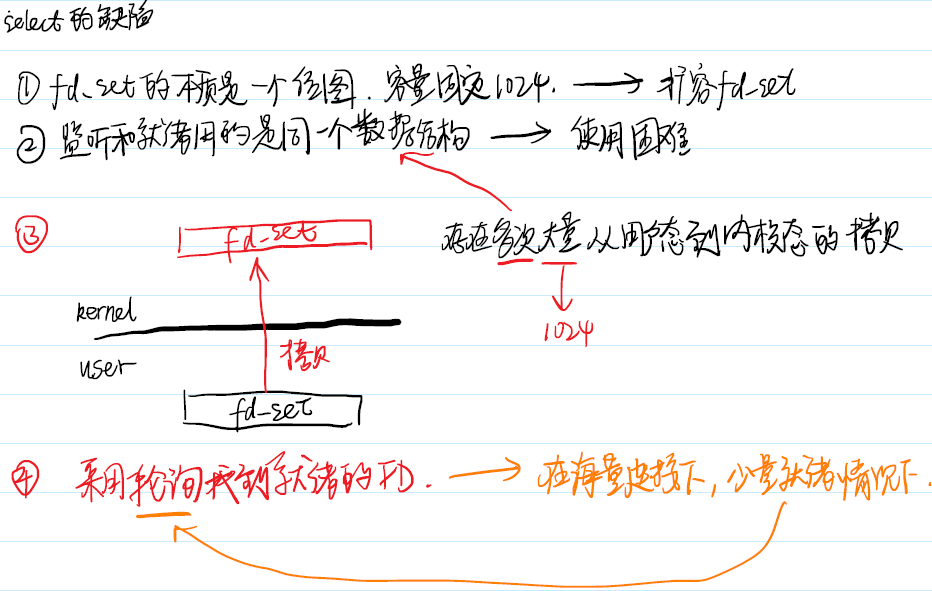 select的缺陷
① fd_set的本质是一个位图. 容量固定1024. → 扩容fd_set
② 监听和就绪用的是同一个数据结构 → 使用困难
③ fd_set 存在多次大量从用户态到内核态的拷贝
kernel
1024
拷贝
user
fd_set
④ 采用轮询找到就绪的FD. → 在海量连接下, 少量就绪情况下.